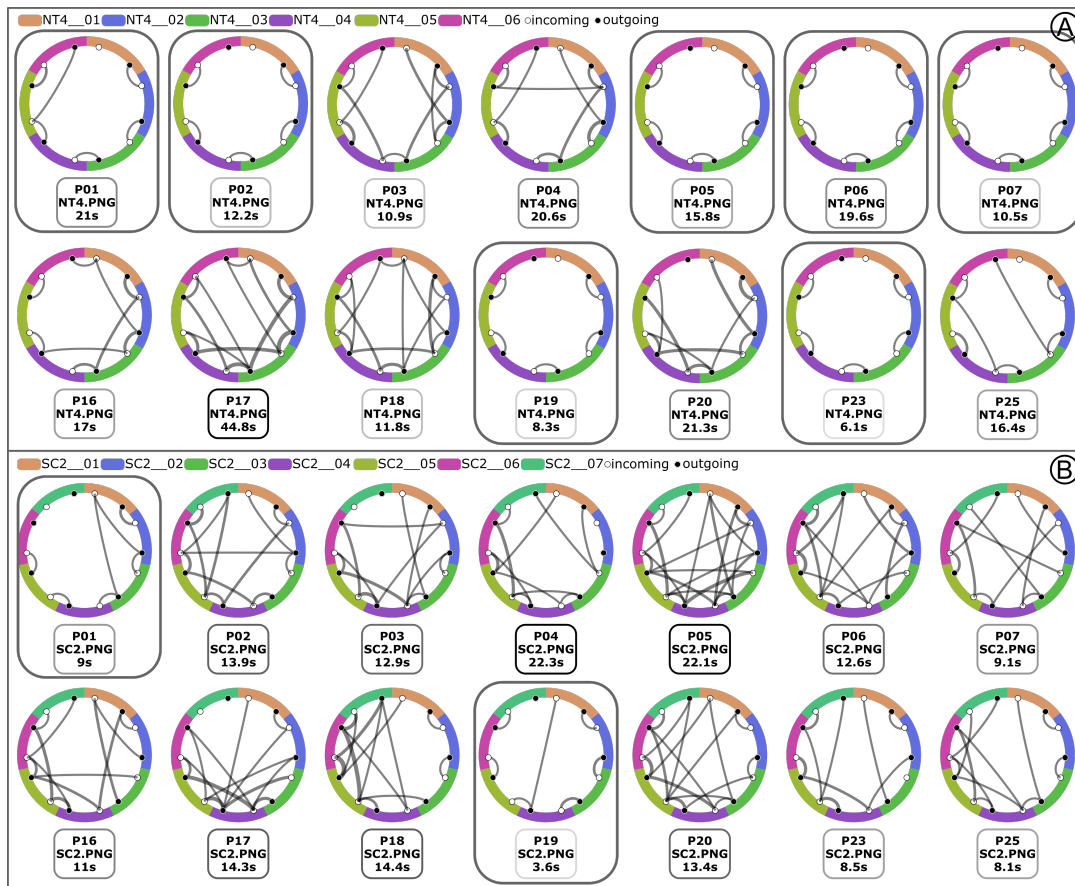 NT4__01 NT4__02 NT4__03 NT4__04 NT4__05 NT4__06 incoming outgoing
A
P01 P02 P03 P04 P05 P06 P07
NT4.PNG NT4.PNG NT4.PNG NT4.PNG NT4.PNG NT4.PNG NT4.PNG
21s 12.2s 10.9s 20.6s 15.8s 19.6s 10.5s
P16 P17 P18 P19 P20 P23 P25
NT4.PNG NT4.PNG NT4.PNG NT4.PNG NT4.PNG NT4.PNG NT4.PNG
17s 44.8s 11.8s 8.3s 21.3s 6.1s 16.4s
SC2__01 SC2__02 SC2__03 SC2__04 SC2__05 SC2__06 SC2__07 incoming outgoing
B
P01 P02 P03 P04 P05 P06 P07
SC2.PNG SC2.PNG SC2.PNG SC2.PNG SC2.PNG SC2.PNG SC2.PNG
9s 13.9s 12.9s 22.3s 22.1s 12.6s 9.1s
P16 P17 P18 P19 P20 P23 P25
SC2.PNG SC2.PNG SC2.PNG SC2.PNG SC2.PNG SC2.PNG SC2.PNG
11s 14.3s 14.4s 3.6s 13.4s 8.5s 8.1s